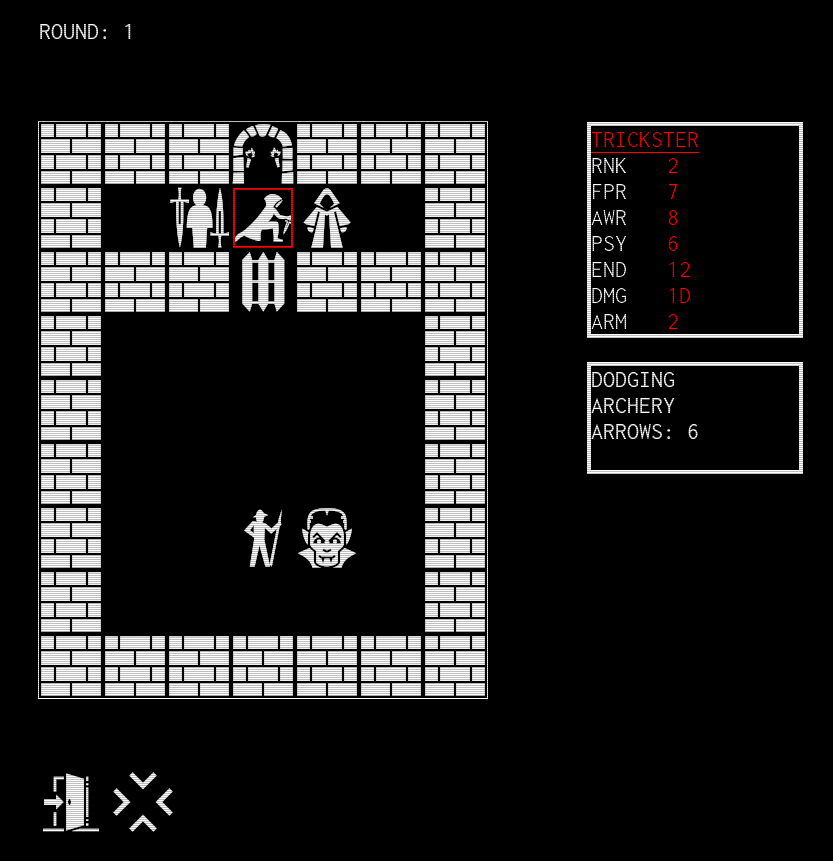 ROUND: 1
TRICKSTER
RNK 2
FPR 7
AWR 8
PSY 6
END 12
DMG 1D
ARM 2
DODGING
ARCHERY
ARROWS: 6